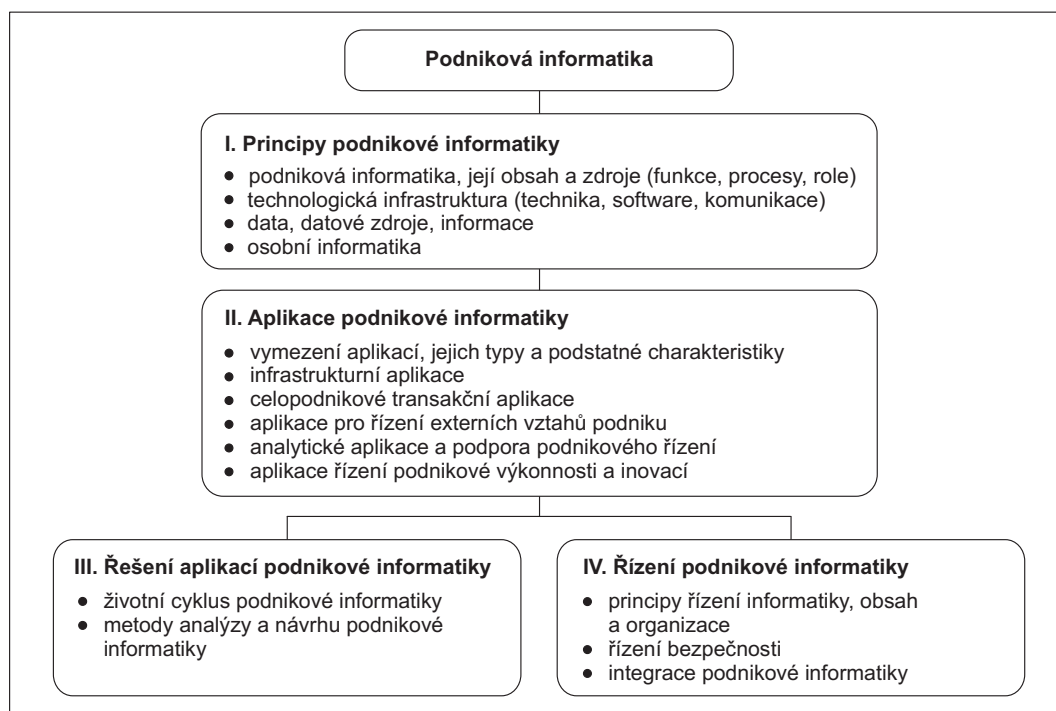 Podniková informatika
I. Principy podnikové informatiky
● podniková informatika, její obsah a zdroje (funkce, procesy, role)
● technologická infrastruktura (technika, software, komunikace)
● data, datové zdroje, informace
● osobní informatika
II. Aplikace podnikové informatiky
● vymezení aplikací, jejich typy a podstatné charakteristiky
● infrastrukturní aplikace
● celopodnikové transakční aplikace
● aplikace pro řízení externích vztahů podniku
● analytické aplikace a podpora podnikového řízení
● aplikace řízení podnikové výkonnosti a inovací
III. Řešení aplikací podnikové informatiky
● životní cyklus podnikové informatiky
● metody analýzy a návrhu podnikové
informatiky
IV. Řízení podnikové informatiky
● principy řízení informatiky, obsah
a organizace
● řízení bezpečnosti
● integrace podnikové informatiky